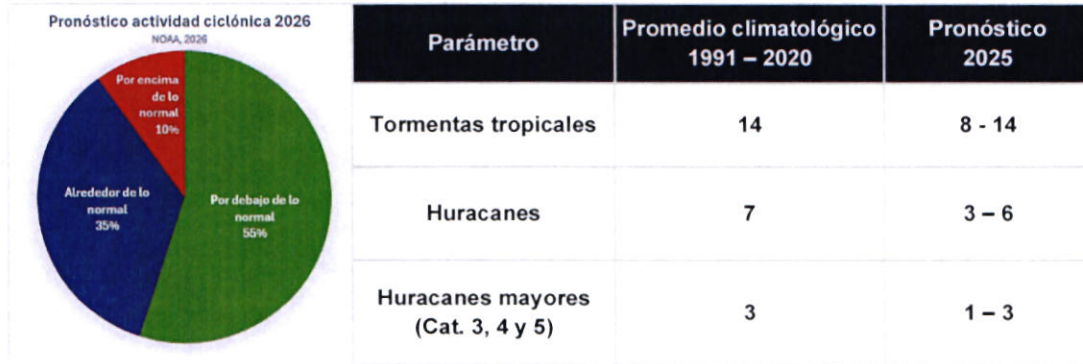 Pronóstico actividad ciclónica 2026
NOAA, 2026
Por encima
de lo
normal
10%
Alrededor de lo
normal
35%
Por debajo de lo
normal
55%
Parámetro
Promedio climatológico
1991 – 2020
Pronóstico
2025
Tormentas tropicales
14
8 - 14
Huracanes
7
3 – 6
Huracanes mayores
(Cat. 3, 4 y 5)
3
1 – 3